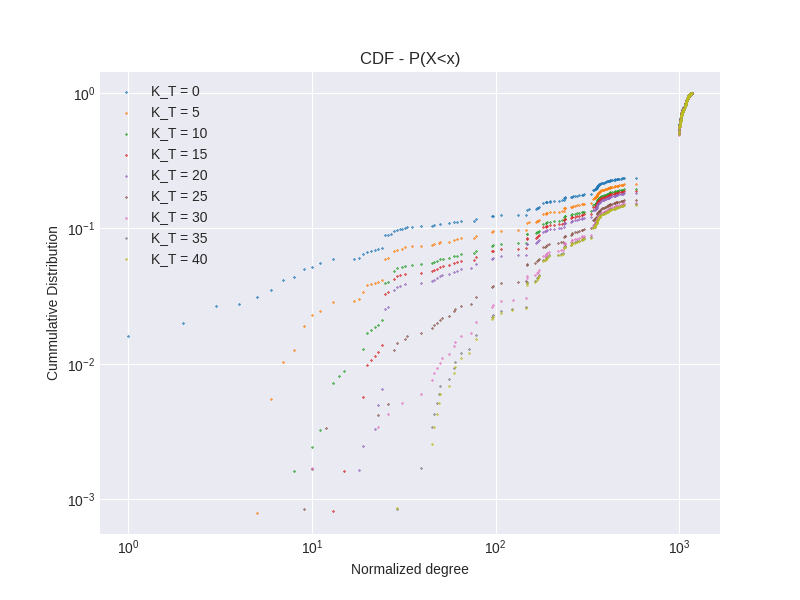 CDF - P(X<x)
Cummulative Distribution
10^0
10^-1
10^-2
10^-3
K_T = 0
K_T = 5
K_T = 10
K_T = 15
K_T = 20
K_T = 25
K_T = 30
K_T = 35
K_T = 40
10^0
10^1
10^2
10^3
Normalized degree